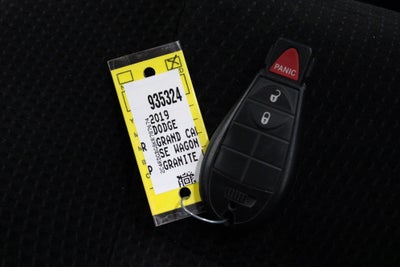 935324
2019
DODGE
GRAND CA
SE WAGON
GRANITE
PANIC